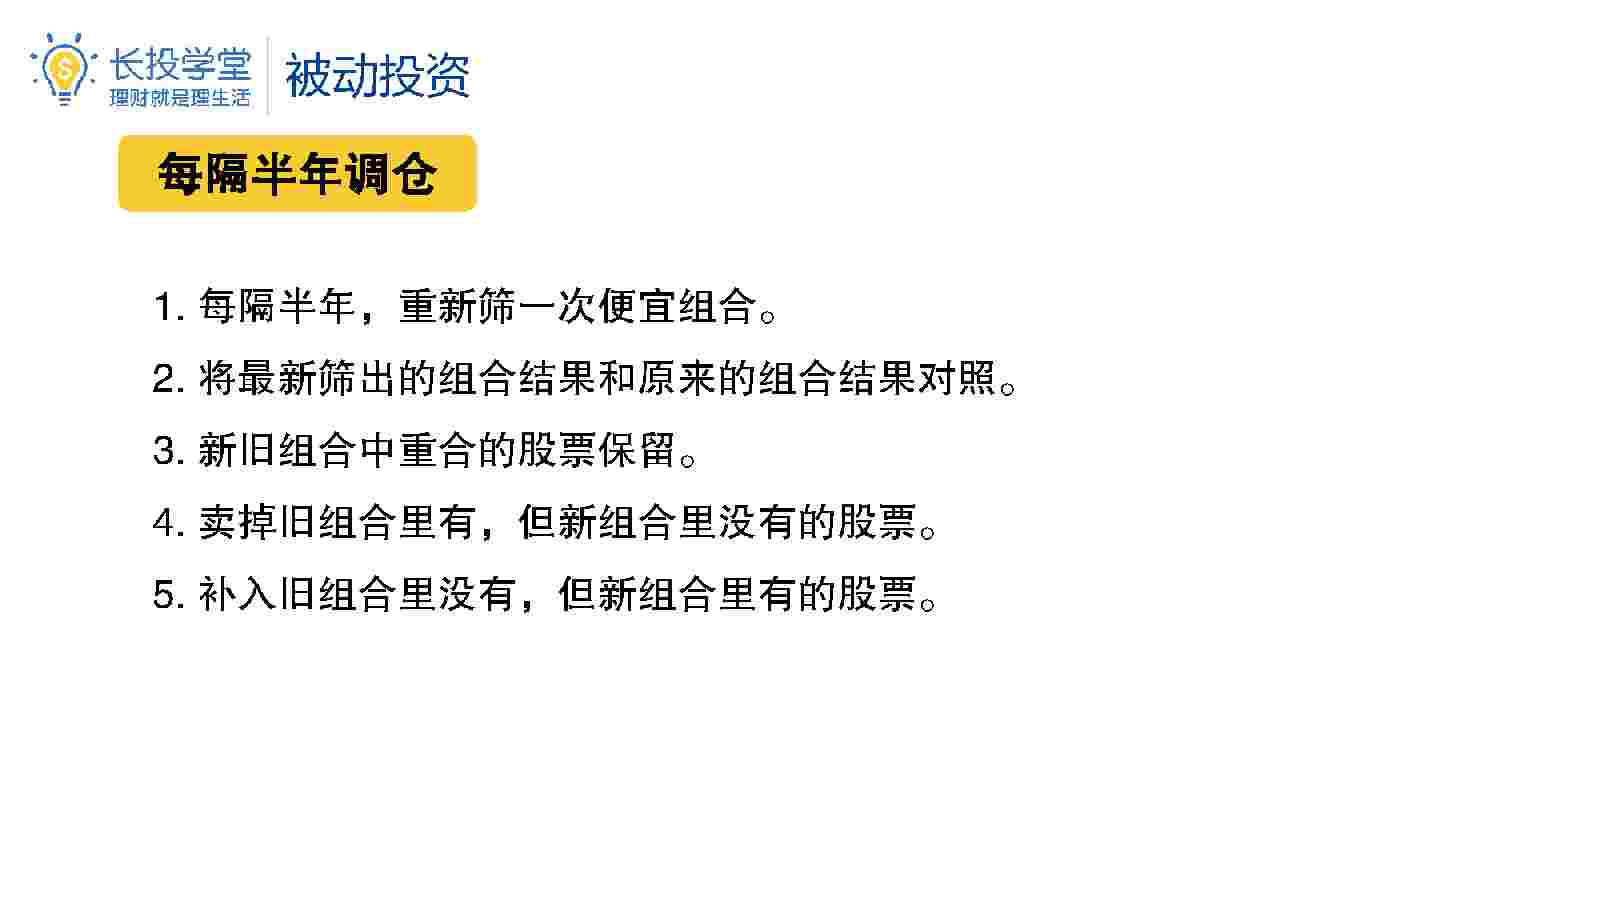 长投学堂
理财就是理生活
被动投资
每隔半年调仓
1. 每隔半年，重新筛一次便宜组合。
2. 将最新筛出的组合结果和原来的组合结果对照。
3. 新旧组合中重合的股票保留。
4. 卖掉旧组合里有，但新组合里没有的股票。
5. 补入旧组合里没有，但新组合里有的股票。